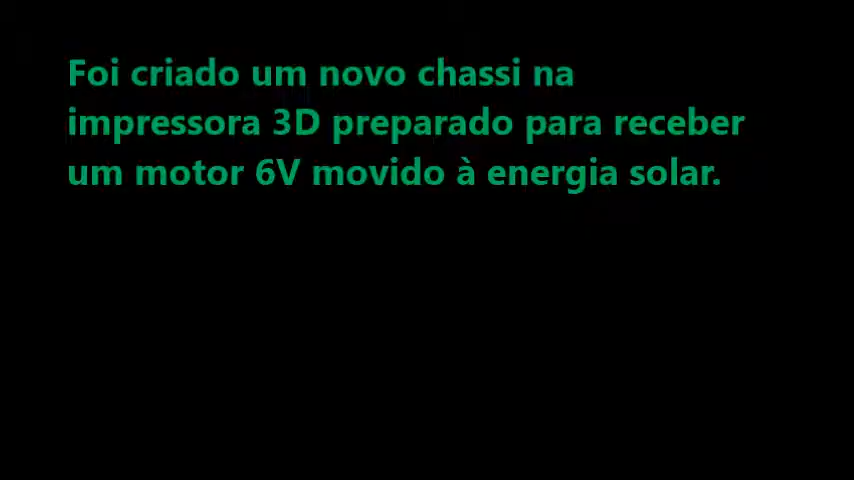 Foi criado um novo chassi na
impressora 3D preparado para receber
um motor 6V movido à energia solar.